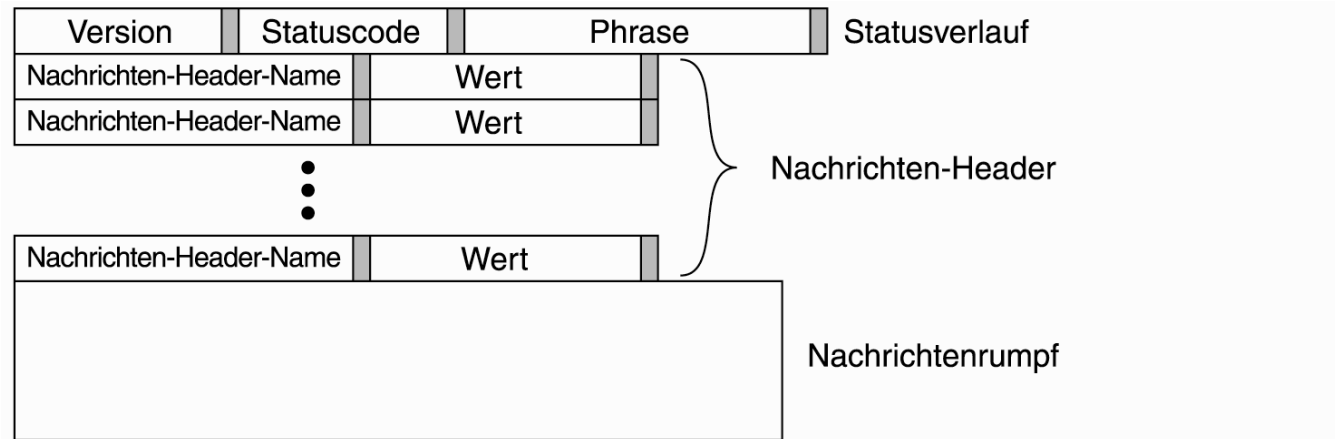 Version Statuscode Phrase Statusverlauf
Nachrichten-Header-Name Wert
Nachrichten-Header-Name Wert
Nachrichten-Header
Nachrichten-Header-Name Wert
Nachrichtenrumpf